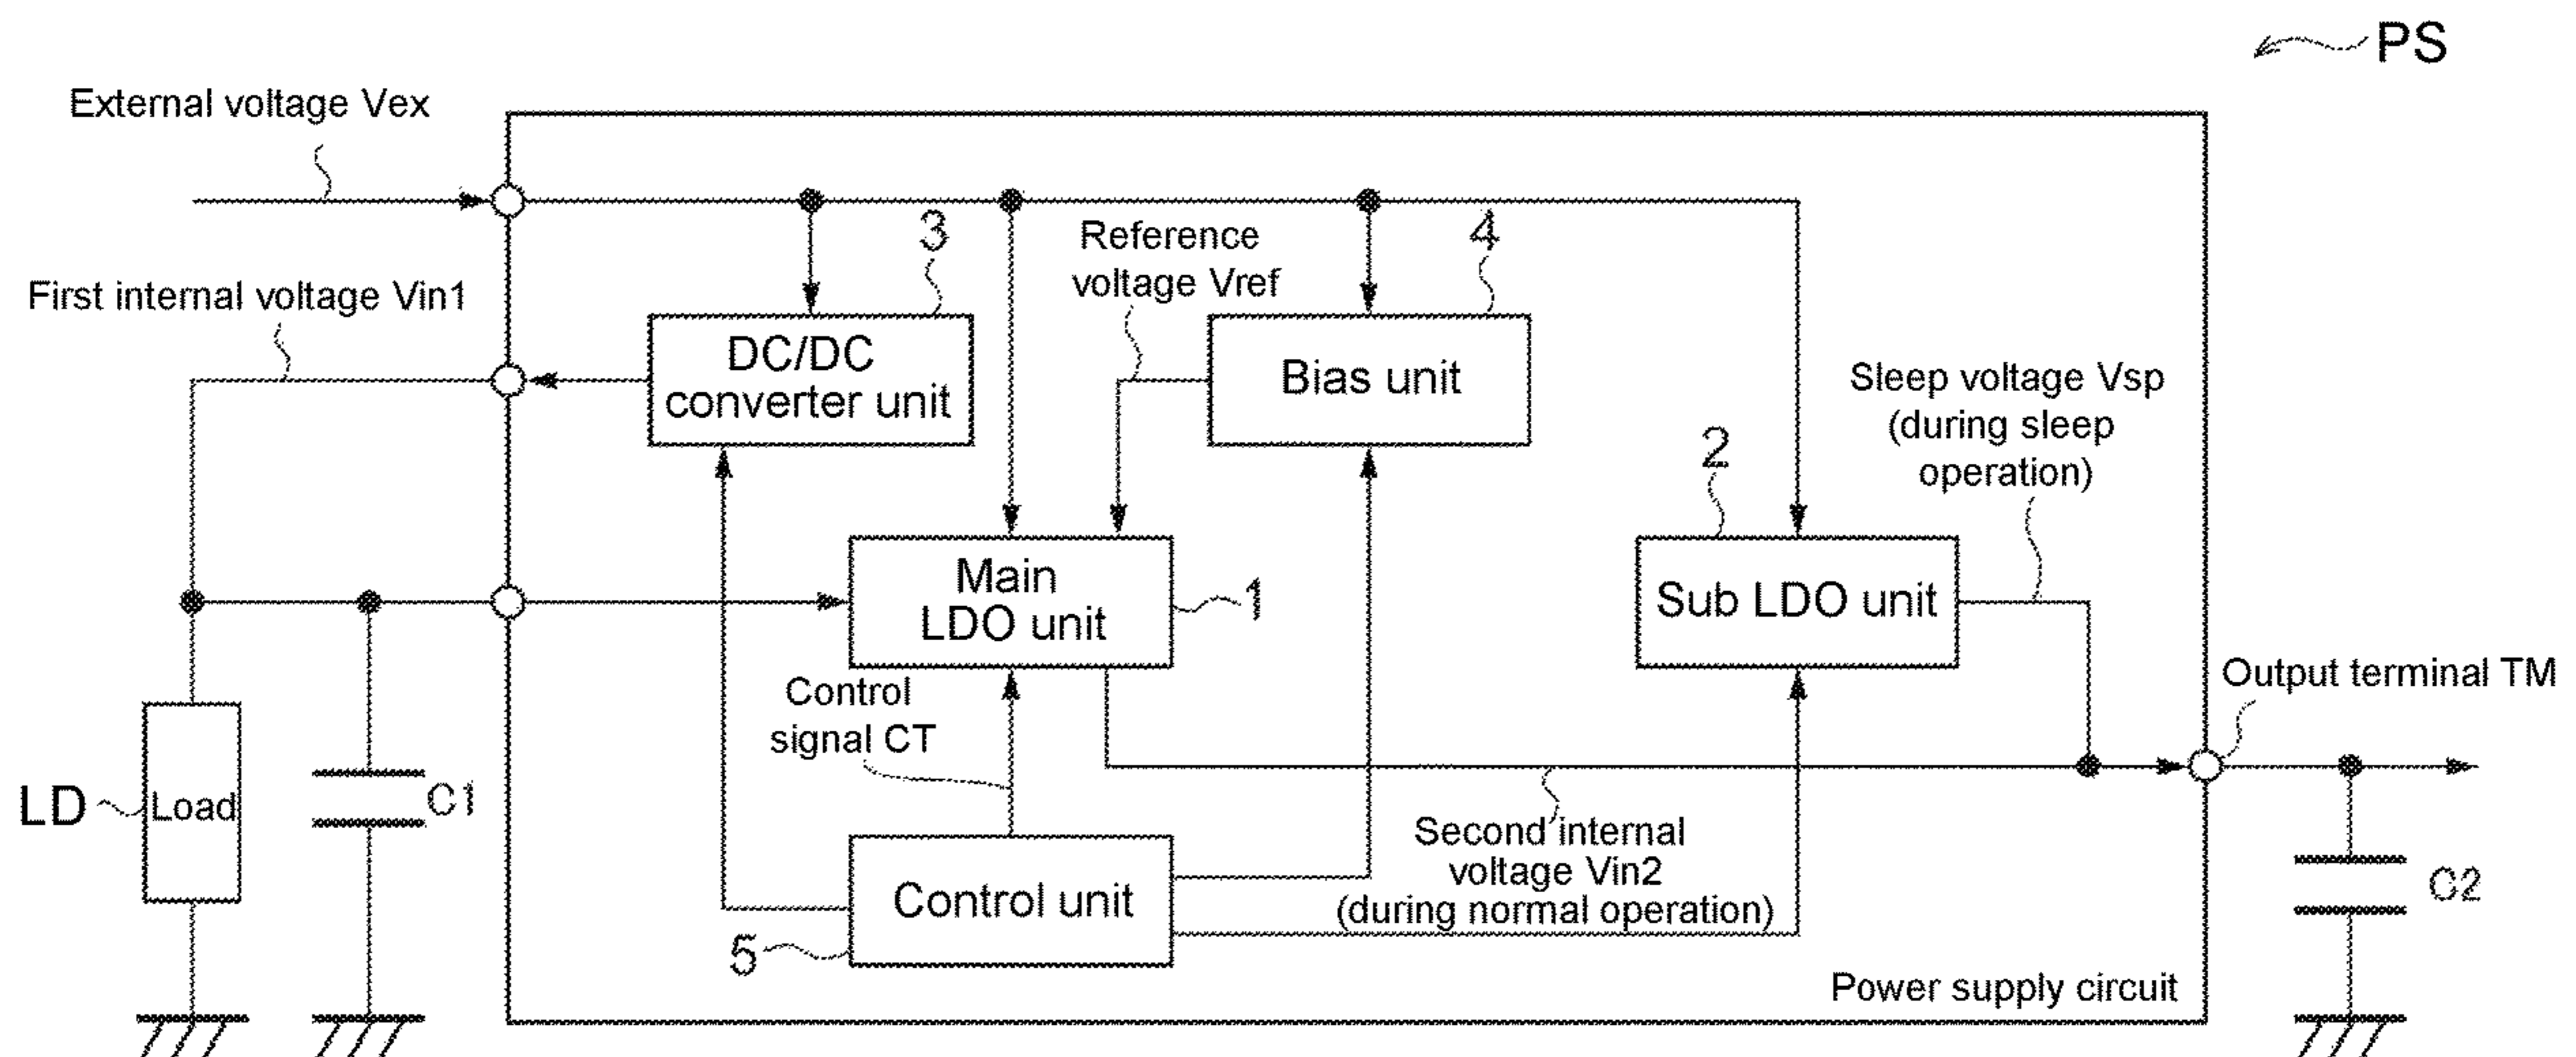 PS
External voltage Vex
3
Reference
voltage Vref
4
First internal voltage Vin1
DC/DC
converter unit
Bias unit
Sleep voltage Vsp
(during sleep
operation)
2
Main
LDO unit
1
Sub LDO unit
Control
signal CT
Output terminal TM
LD
Load
C1
Second internal
voltage Vin2
(during normal operation)
Control unit
5
C2
Power supply circuit